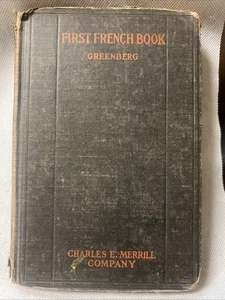 FIRST FRENCH BOOK
GREENBERG
CHARLES E. MERRILL
COMPANY